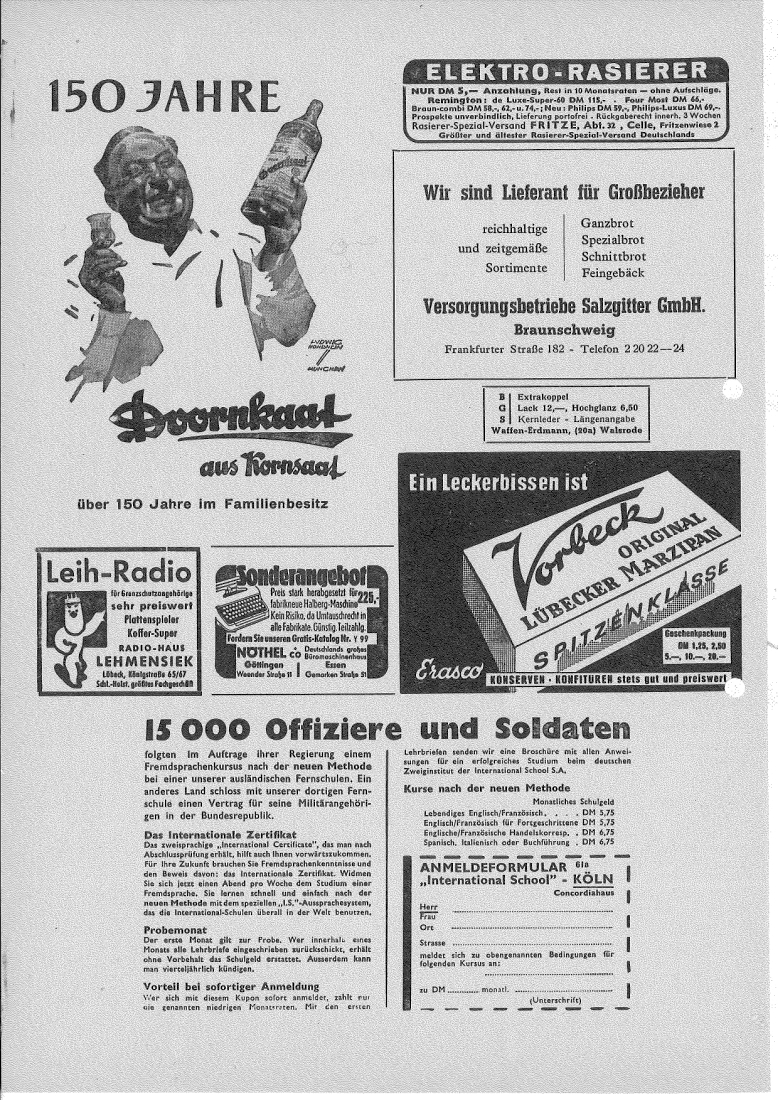 150 JAHRE
Doornkaat
LUDWIG
HOHLWEIN
MÜNCHEN
Doornkaat
aus Kornsaat
über 150 Jahre im Familienbesitz
ELEKTRO-RASIERER
NUR DM 5,— Anzahlung, Rest in 10 Monatsraten — ohne Aufschläge.
Remington: de Luxe-Super-60 DM 115,- . Four Most DM 66,-
Braun-combi DM 58,-, 62,- u. 74,-; Neu: Philips DM 59,-, Philips-Luxus DM 69,-
Prospekte unverbindlich, Lieferung portofrei . Rückgaberecht innerh. 3 Wochen
Rasierer-Spezial-Versand FRITZE, Abt. 32 , Celle, Fritzenwiese 2
Größter und ältester Rasierer-Spezial-Versand Deutschlands
Wir sind Lieferant für Großbezieher
reichhaltige
und zeitgemäße
Sortimente
Ganzbrot
Spezialbrot
Schnittbrot
Feingebäck
Versorgungsbetriebe Salzgitter GmbH.
Braunschweig
Frankfurter Straße 182 - Telefon 2 20 22—24
B Extrakoppel
G Lack 12,—, Hochglanz 6,50
S Kernleder - Längenangabe
Waffen-Erdmann, (20a) Walsrode
Ein Leckerbissen ist
Vorbeck
ORIGINAL
LÜBECKER MARZIPAN
SPITZENKLASSE
Geschenkpackung
DM 1,25, 2,50
5.—, 10.—, 20.—
Erasco
KONSERVEN · KONFITUREN stets gut und preiswert
Leih-Radio
für Grenzschutzangehörige
sehr preiswert
Plattenspieler
Koffer-Super
RADIO-HAUS
LEHMENSIEK
Lübeck, Königstraße 65/67
Schl.-Holst. größtes Fachgeschäft
Sonderangebot
Preis stark herabgesetzt für
fabrikneue Halberg-Maschine 225,-
Kein Risiko, da Umtauschrecht in
alle Fabrikate. Günstig. Teilzahlg.
Fordern Sie unseren Gratis-Katalog Nr. Y 99
NÖTHEL & Co Deutschlands großes
Büromaschinenhaus
Göttingen
Weender Straße 11
Essen
Gemarken Straße 51
15 000 Offiziere und Soldaten
folgten im Auftrage ihrer Regierung einem
Fremdsprachenkursus nach der neuen Methode
bei einer unserer ausländischen Fernschulen. Ein
anderes Land schloss mit unserer dortigen Fern-
schule einen Vertrag für seine Militärangehöri-
gen in der Bundesrepublik.
Das Internationale Zertifikat
Das zweisprachige „International Certificate", das man nach
Abschlussprüfung erhält, hilft auch Ihnen vorwärtszukommen.
Für Ihre Zukunft brauchen Sie Fremdsprachenkenntnisse und
den Beweis davon: das Internationale Zertifikat. Widmen
Sie sich jetzt einen Abend pro Woche dem Studium einer
Fremdsprache. Sie lernen schnell und einfach nach der
neuen Methode mit dem speziellen „I.S."-Aussprachesystem,
das die International-Schulen überall in der Welt benutzen.
Probemonat
Der erste Monat gilt zur Probe. Wer innerhalb eines
Monats alle Lehrbriefe eingeschrieben zurückschickt, erhält
ohne Vorbehalt das Schulgeld erstattet. Ausserdem kann
man vierteljährlich kündigen.
Vorteil bei sofortiger Anmeldung
Wer sich mit diesem Kupon sofort anmeldet, zahlt nur
die genannten niedrigen Monatsraten. Mit den ersten
Lehrbriefen senden wir eine Broschüre mit allen Anwei-
sungen für ein erfolgreiches Studium beim deutschen
Zweiginstitut der International School S.A.
Kurse nach der neuen Methode
Monatliches Schulgeld
Lebendiges Englisch/Französisch. . . . DM 5,75
Englisch/Französisch für Fortgeschrittene DM 5,75
Englische/Französische Handelskorresp. . DM 6,75
Spanisch, Italienisch oder Buchführung . DM 6,75
ANMELDEFORMULAR 61a
„International School" - KÖLN
Concordiahaus
Herr
Frau
Ort
Strasse
meldet sich zu obengenannten Bedingungen für
folgenden Kursus an:
zu DM ........... monatl. ...........
(Unterschrift)